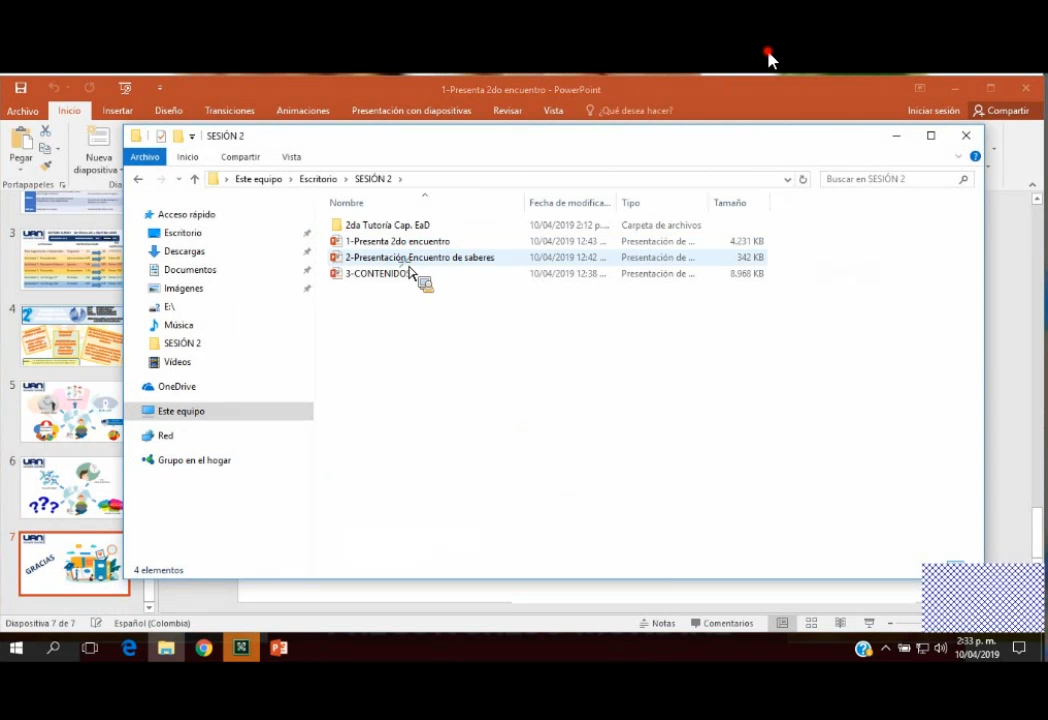 1-Presenta 2do encuentro - PowerPoint
Archivo Inicio Insertar Diseño Transiciones Animaciones Presentación con diapositivas Revisar Vista ¿Qué desea hacer? Iniciar sesión Compartir
Pegar Nueva diapositiva
Portapapeles Dia
SESIÓN 2
Archivo Inicio Compartir Vista
Este equipo > Escritorio > SESIÓN 2 >
Buscar en SESIÓN 2
Nombre Fecha de modifica... Tipo Tamaño
2da Tutoría Cap. EaD 10/04/2019 2:12 p.... Carpeta de archivos
1-Presenta 2do encuentro 10/04/2019 12:43 ... Presentación de ... 4.231 KB
2-Presentación Encuentro de saberes 10/04/2019 12:42 ... Presentación de ... 342 KB
3-CONTENIDOS 10/04/2019 12:38 ... Presentación de ... 8.968 KB
Acceso rápido
Escritorio
Descargas
Documentos
Imágenes
E:\
Música
SESIÓN 2
Vídeos
OneDrive
Este equipo
Red
Grupo en el hogar
4 elementos
3
4
2
5
UAN
6
UAN
???
7
UAN
GRACIAS
Diapositiva 7 de 7 Español (Colombia) Notas Comentarios
2:33 p. m.
10/04/2019